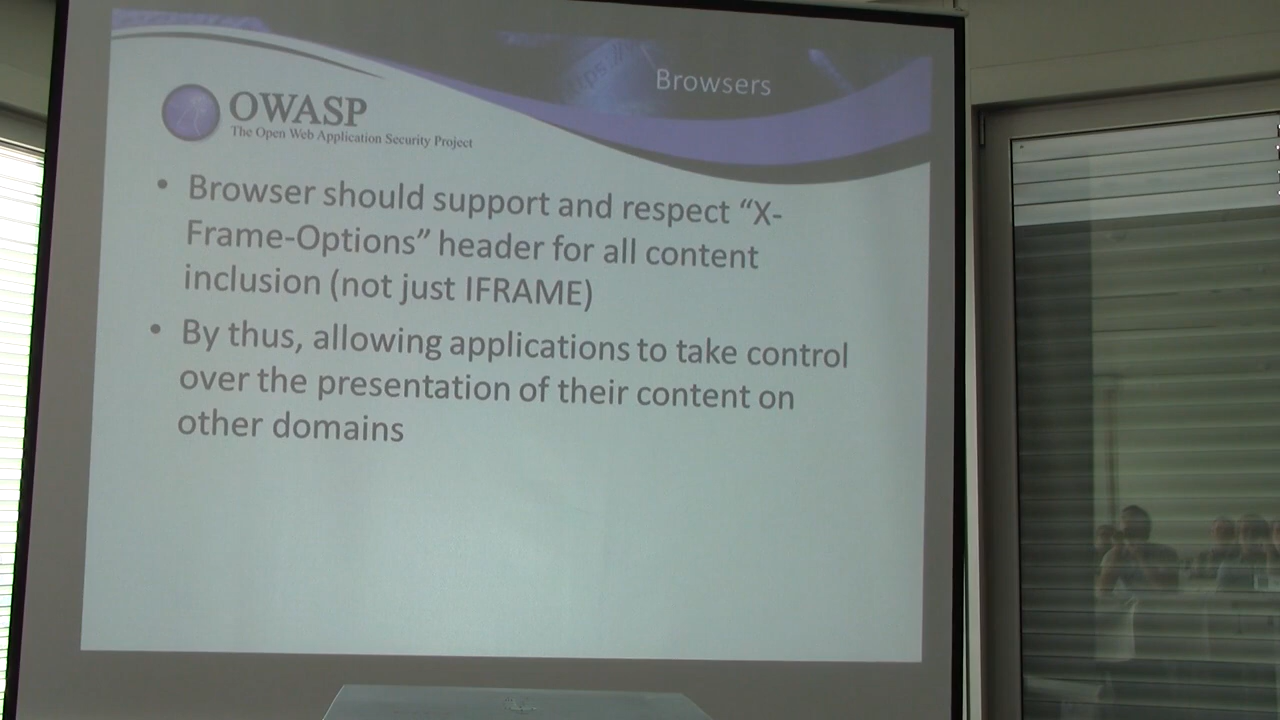 Browsers
OWASP
The Open Web Application Security Project
• Browser should support and respect “X-
Frame-Options” header for all content
inclusion (not just IFRAME)
• By thus, allowing applications to take control
over the presentation of their content on
other domains